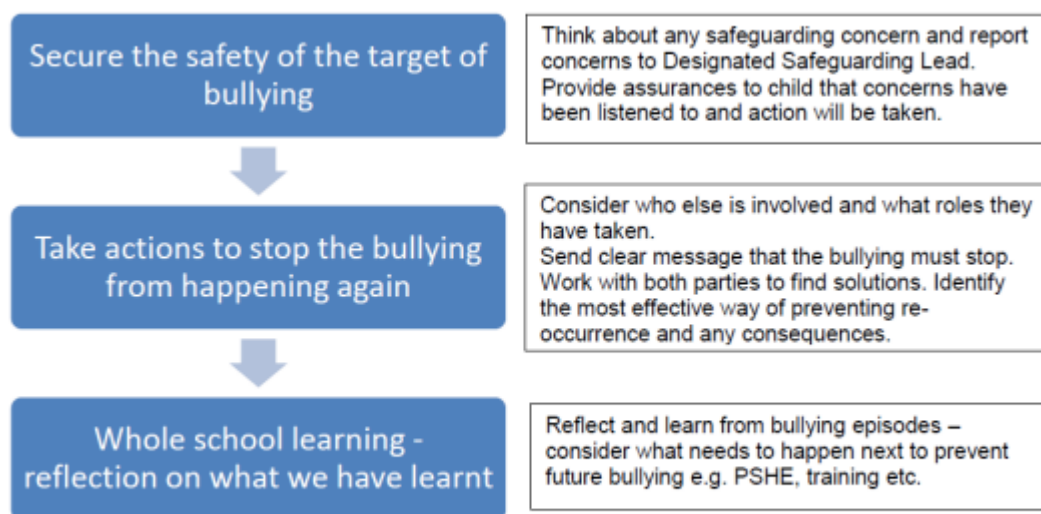 Secure the safety of the target of
bullying
Think about any safeguarding concern and report
concerns to Designated Safeguarding Lead.
Provide assurances to child that concerns have
been listened to and action will be taken.
Take actions to stop the bullying
from happening again
Consider who else is involved and what roles they
have taken.
Send clear message that the bullying must stop.
Work with both parties to find solutions. Identify
the most effective way of preventing re-
occurrence and any consequences.
Whole school learning -
reflection on what we have learnt
Reflect and learn from bullying episodes –
consider what needs to happen next to prevent
future bullying e.g. PSHE, training etc.